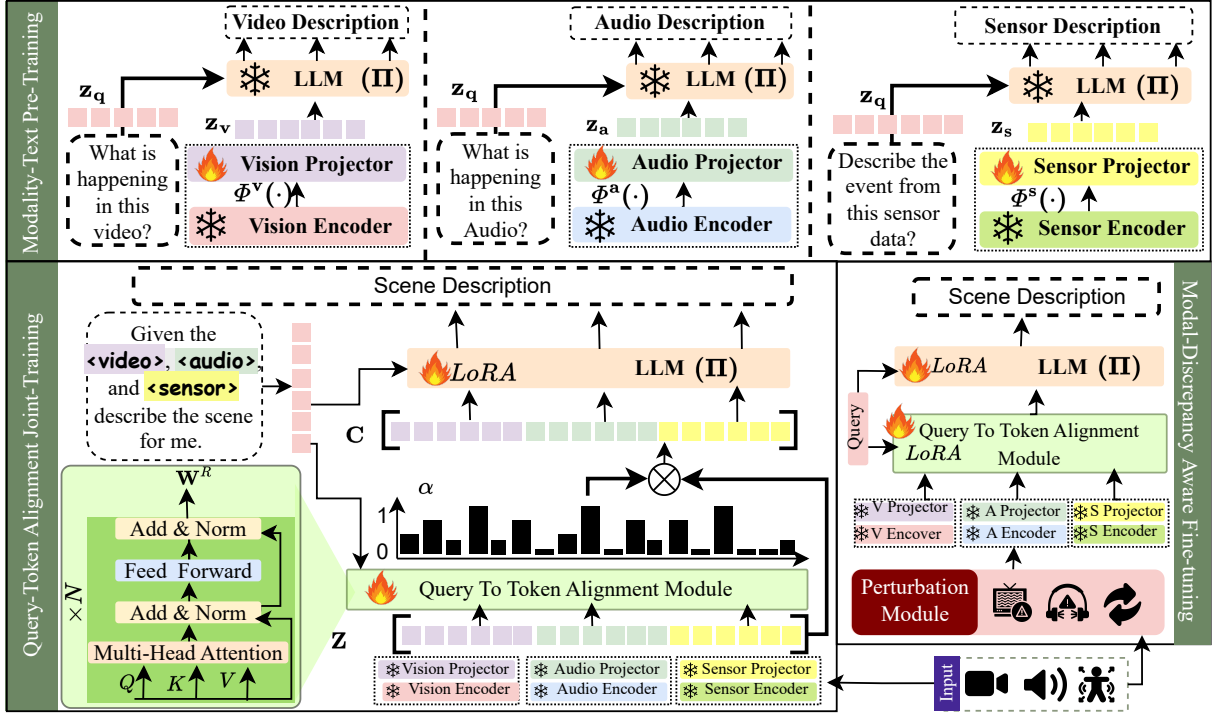 Modality-Text Pre-Training
Video Description
LLM (Π)
z_q
z_v
What is
happening
in this
video?
Vision Projector
Φ^v(·)
Vision Encoder
Audio Description
LLM (Π)
z_q
z_a
What is
happening
in this
Audio?
Audio Projector
Φ^a(·)
Audio Encoder
Sensor Description
LLM (Π)
z_q
z_s
Describe the
event from
this sensor
data?
Sensor Projector
Φ^s(·)
Sensor Encoder
Query-Token Alignment Joint-Training
Scene Description
Given the
<video>, <audio>,
and <sensor>
describe the scene
for me.
LoRA
LLM (Π)
C
α
1
0
Query To Token Alignment Module
Z
Vision Projector
Vision Encoder
Audio Projector
Audio Encoder
Sensor Projector
Sensor Encoder
w^R
Add & Norm
Feed Forward
Add & Norm
Multi-Head Attention
Q
K
V
×N
Modal-Discrepancy Aware Fine-tuning
Scene Description
LoRA
LLM (Π)
Query
Query To Token Alignment
LoRA
Module
V Projector
V Encover
A Projector
A Encoder
S Projector
S Encoder
Perturbation
Module
Input